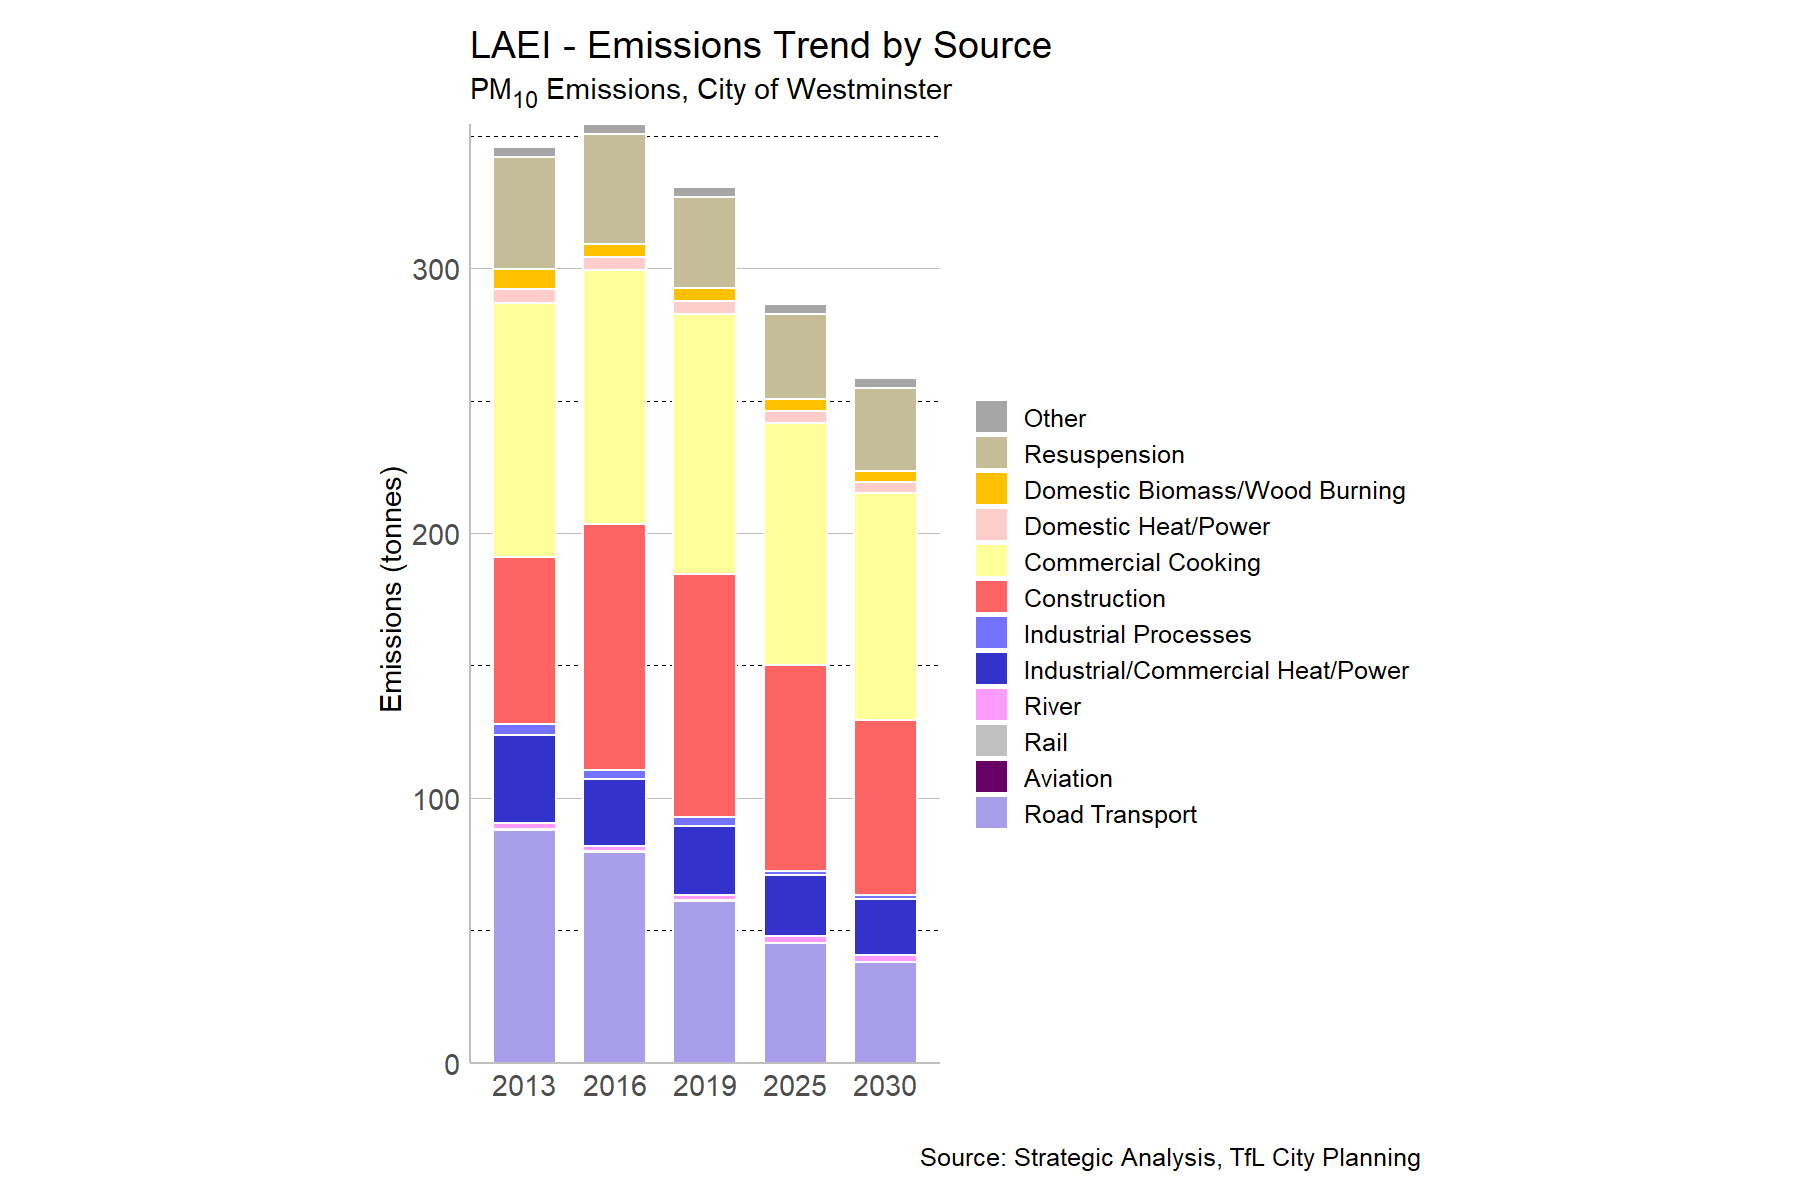 LAEI - Emissions Trend by Source
PM10 Emissions, City of Westminster
Emissions (tonnes)
300
200
100
0
2013 2016 2019 2025 2030
Other
Resuspension
Domestic Biomass/Wood Burning
Domestic Heat/Power
Commercial Cooking
Construction
Industrial Processes
Industrial/Commercial Heat/Power
River
Rail
Aviation
Road Transport
Source: Strategic Analysis, TfL City Planning